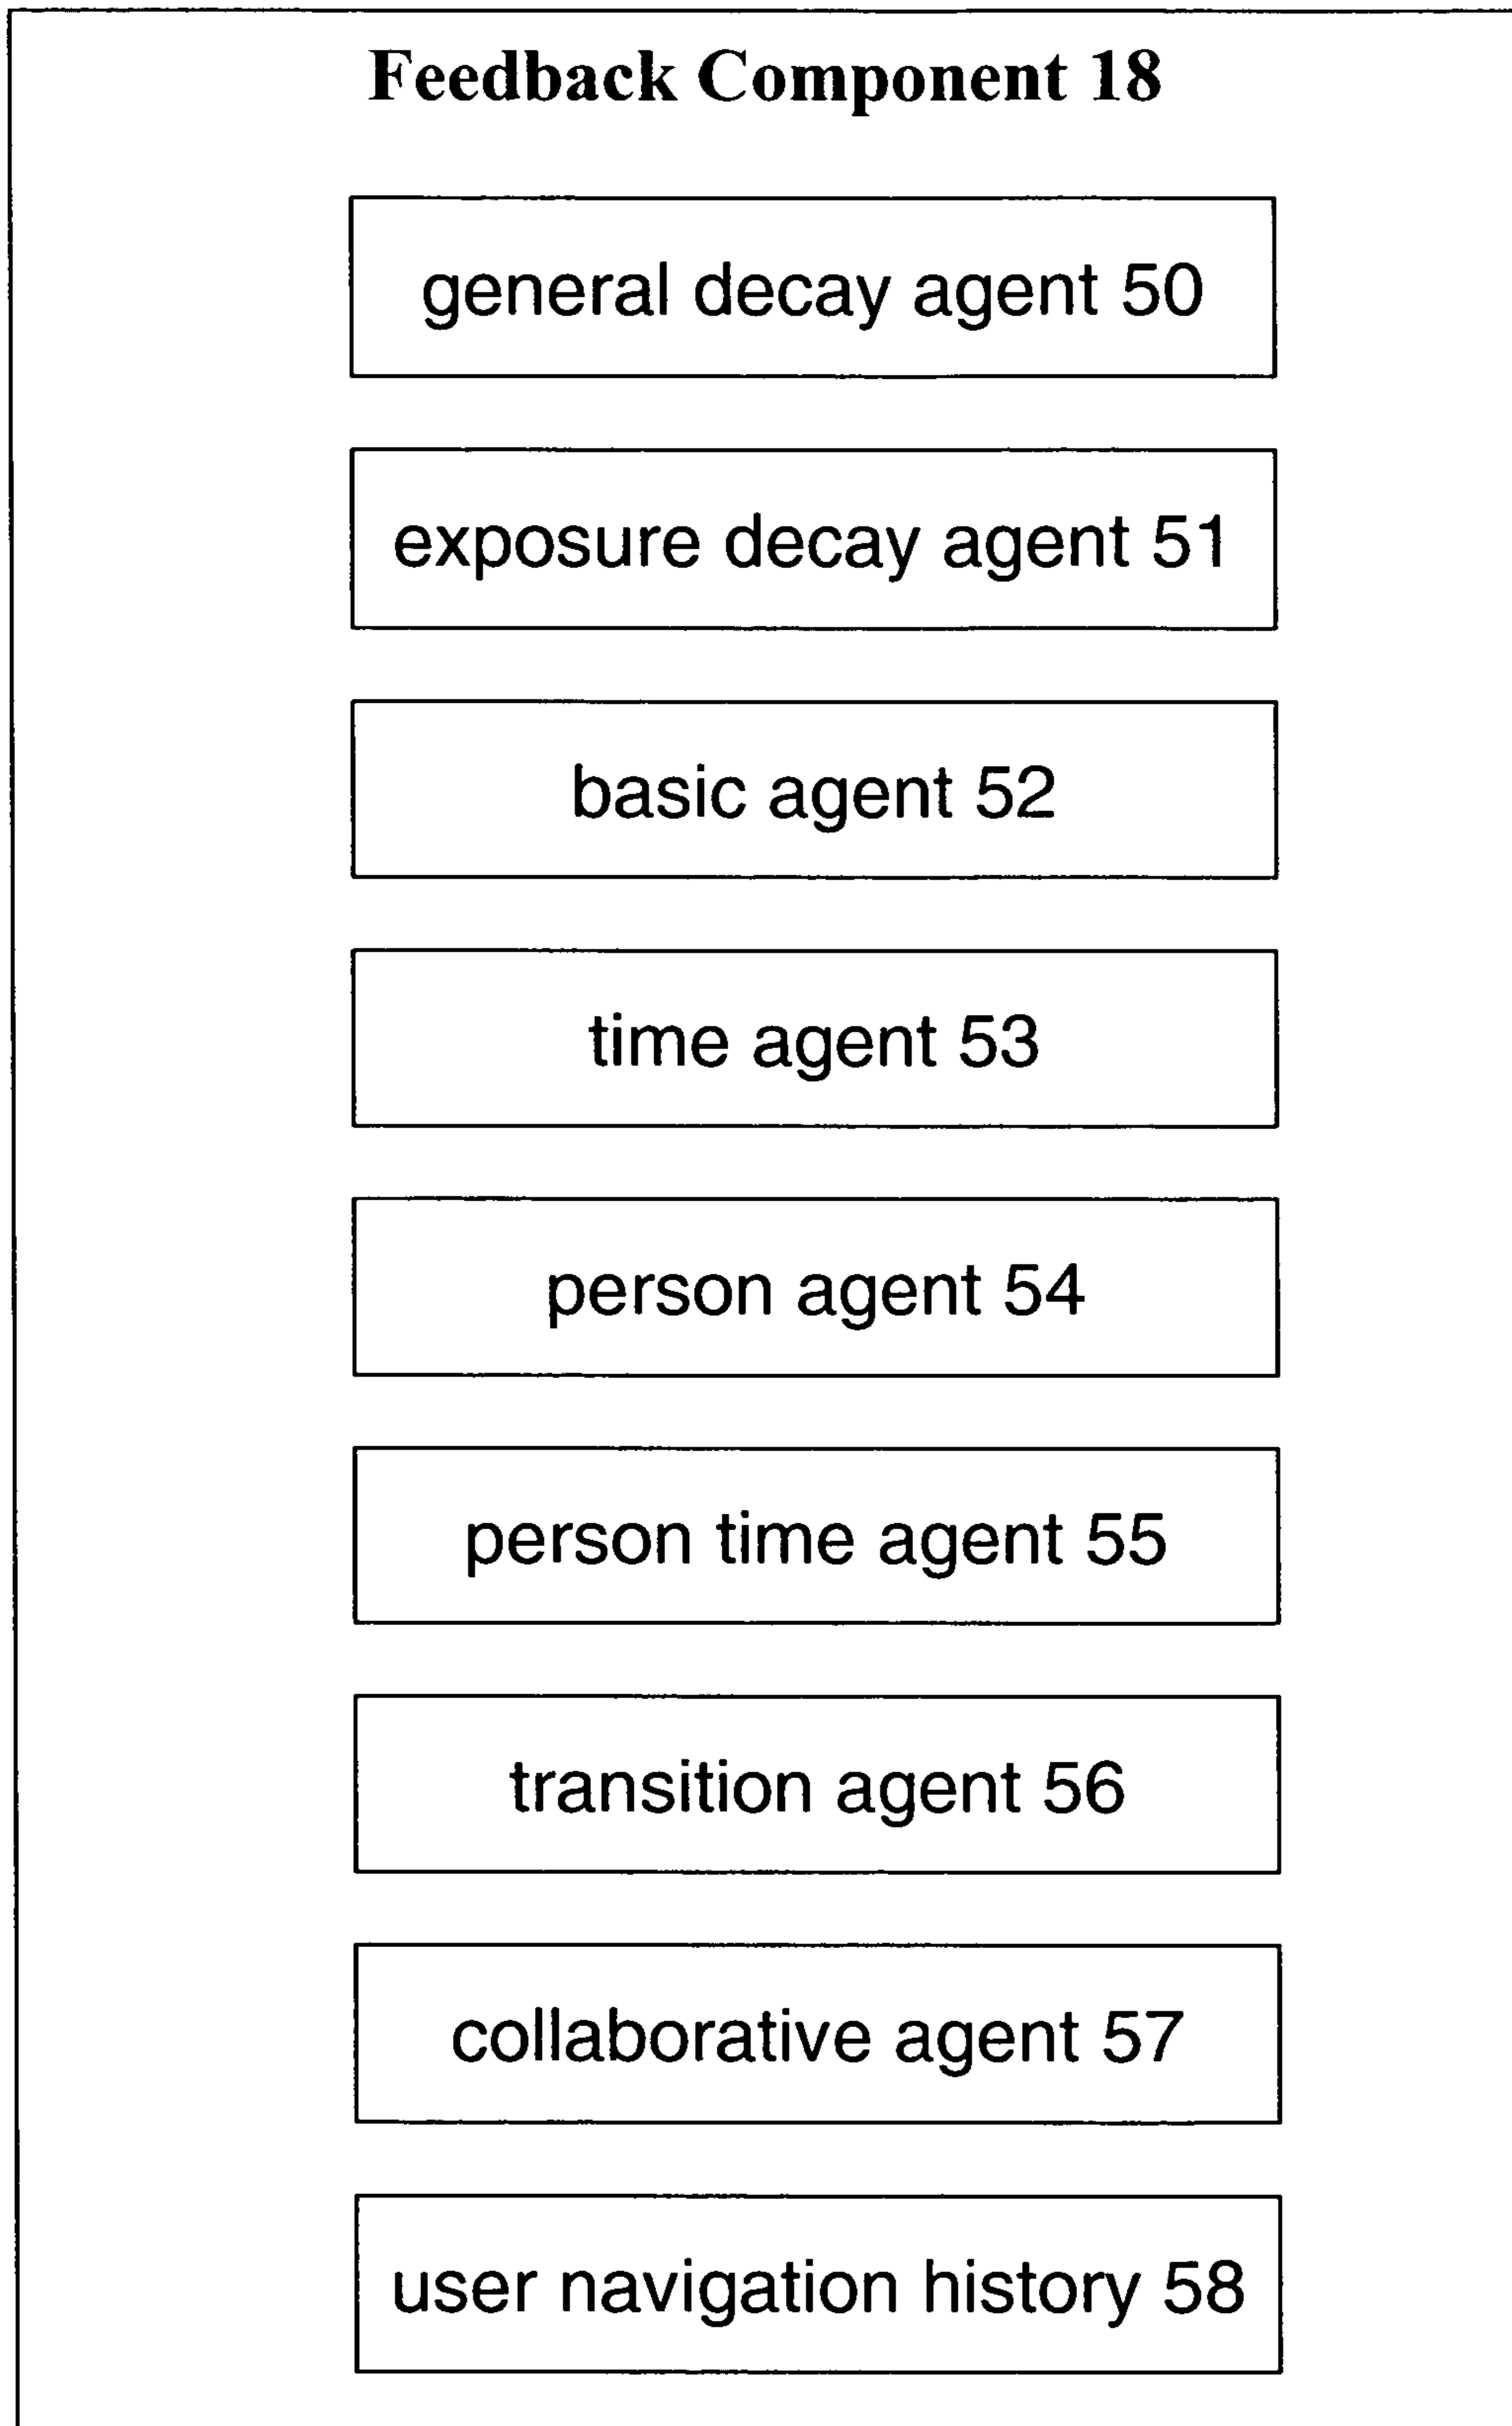 Feedback Component 18
general decay agent 50
exposure decay agent 51
basic agent 52
time agent 53
person agent 54
person time agent 55
transition agent 56
collaborative agent 57
user navigation history 58